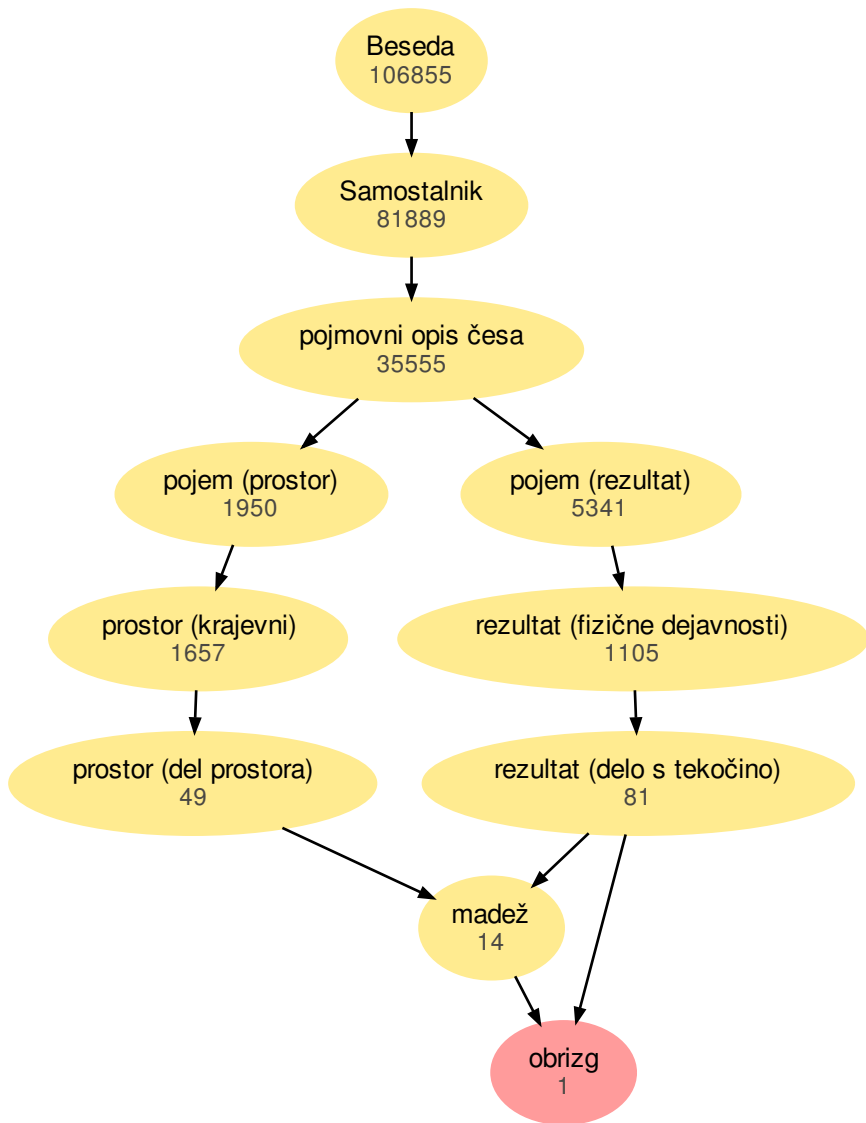 Beseda
106855
Samostalnik
81889
pojmovni opis česa
35555
pojem (prostor)
1950
pojem (rezultat)
5341
prostor (krajevni)
1657
rezultat (fizične dejavnosti)
1105
prostor (del prostora)
49
rezultat (delo s tekočino)
81
madež
14
obrizg
1